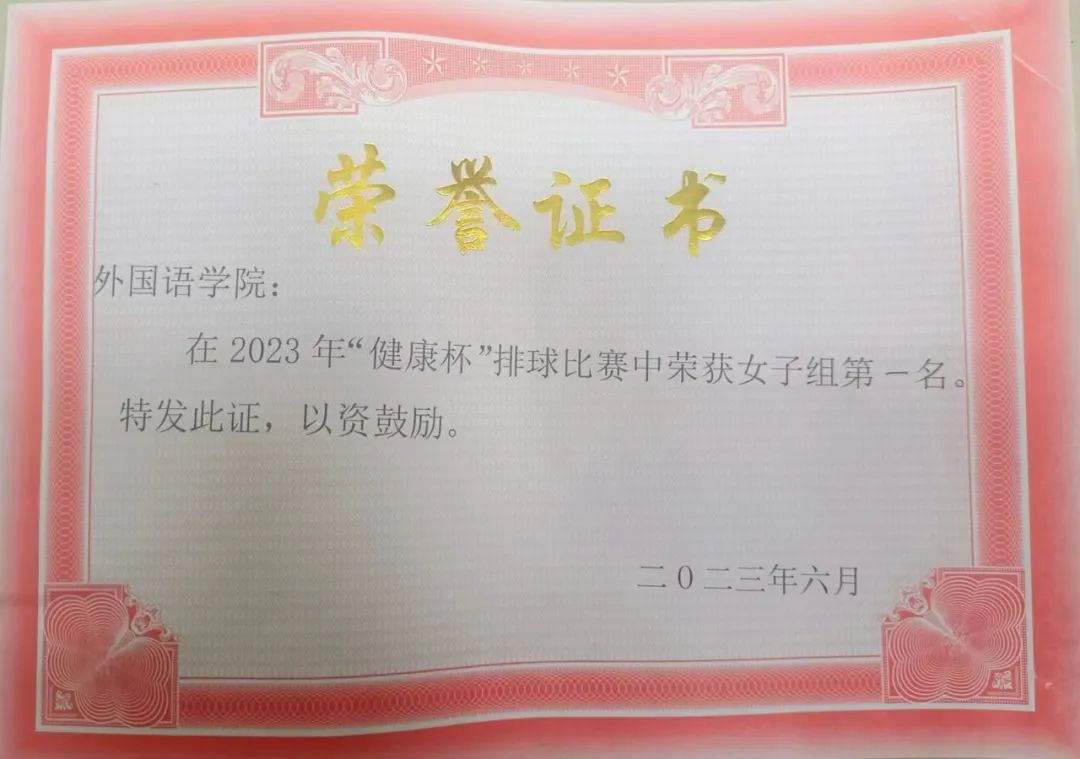 荣誉证书
外国语学院：
在2023年“健康杯”排球比赛中荣获女子组第一名。
特发此证，以资鼓励。
二0二三年六月